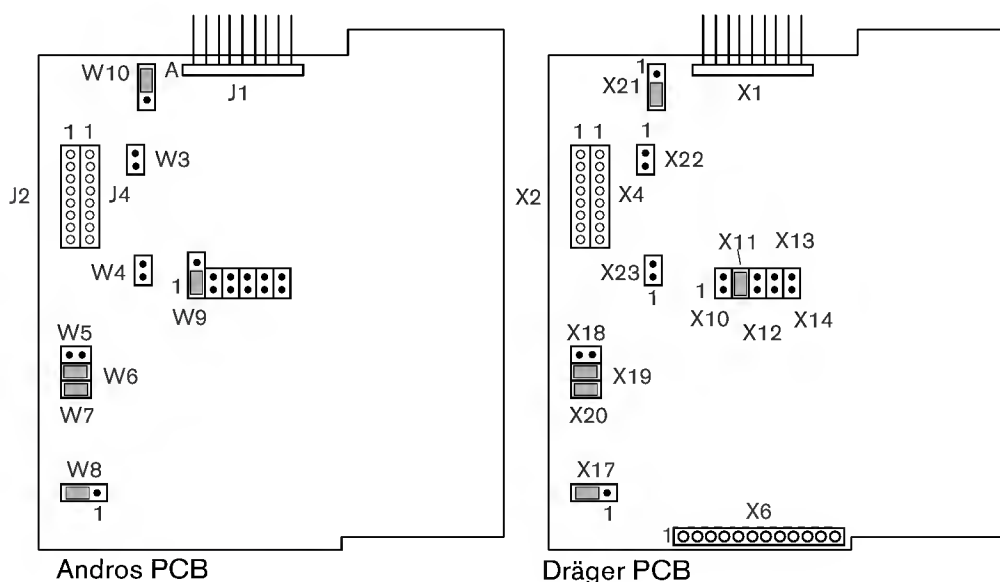 W10
A
J1
1 1
W3
J2
J4
W4
1
W9
W5
W6
W7
W8
1
Andros PCB
1
X21
X1
1 1
1
X22
X2
X4
X11
X13
X23
1
1
X10
X12
X14
X18
X19
X20
X17
1
X6
1
Dräger PCB